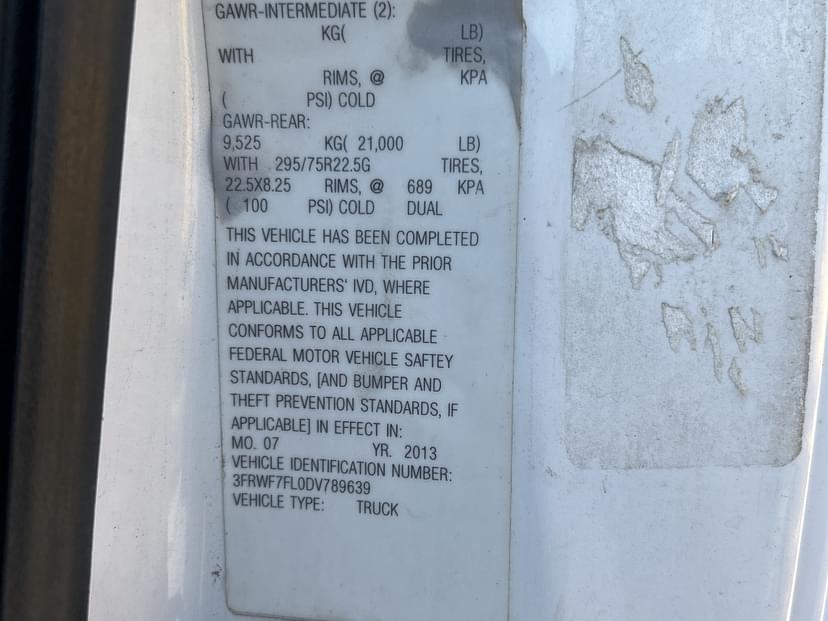 GAWR-INTERMEDIATE (2):
KG( LB)
WITH TIRES,
RIMS, @ KPA
( PSI) COLD
GAWR-REAR:
9,525 KG( 21,000 LB)
WITH 295/75R22.5G TIRES,
22.5X8.25 RIMS, @ 689 KPA
( 100 PSI) COLD DUAL
THIS VEHICLE HAS BEEN COMPLETED
IN ACCORDANCE WITH THE PRIOR
MANUFACTURERS' IVD, WHERE
APPLICABLE. THIS VEHICLE
CONFORMS TO ALL APPLICABLE
FEDERAL MOTOR VEHICLE SAFTEY
STANDARDS, [AND BUMPER AND
THEFT PREVENTION STANDARDS, IF
APPLICABLE] IN EFFECT IN:
MO. 07 YR. 2013
VEHICLE IDENTIFICATION NUMBER:
3FRWF7FL0DV789639
VEHICLE TYPE: TRUCK